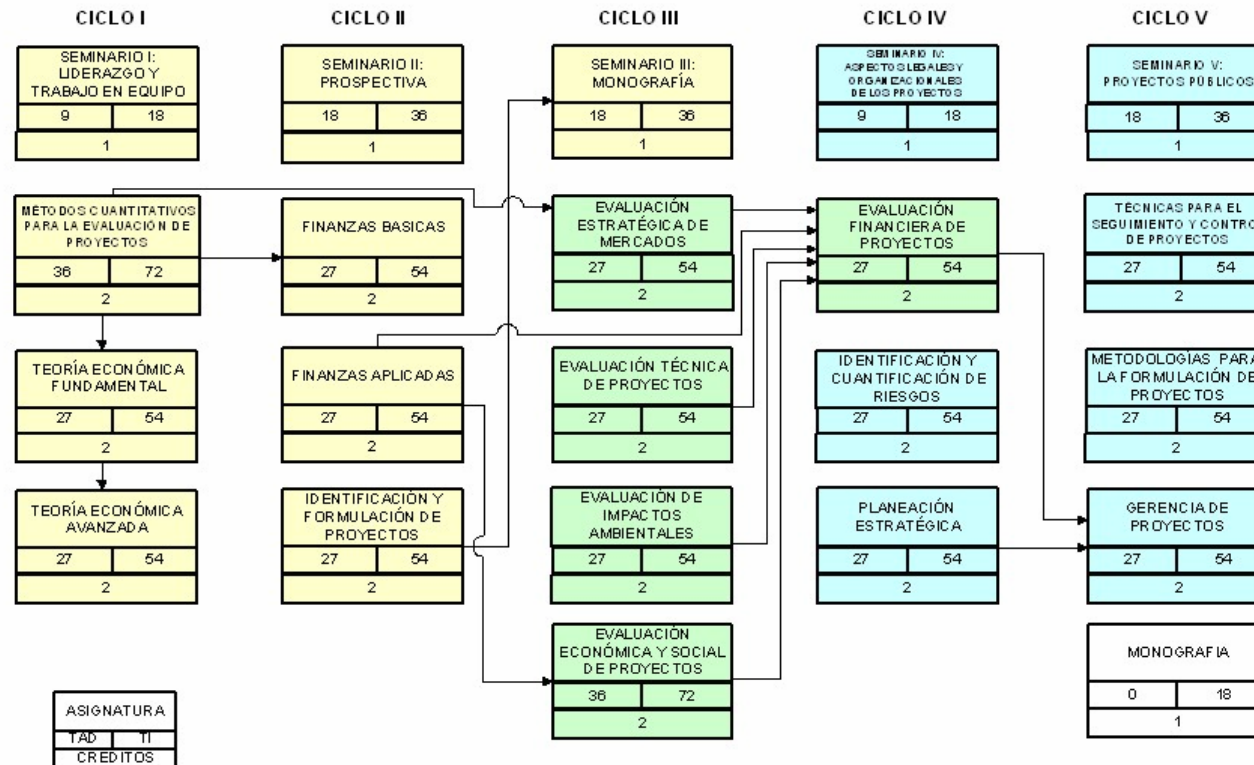 CICLO I
SEMINARIO I:
LIDERAZGO Y
TRABAJO EN EQUIPO
9 18
1
MÉTODOS CUANTITATIVOS
PARA LA EVALUACIÓN DE
PROYECTOS
36 72
2
TEORÍA ECONÓMICA
FUNDAMENTAL
27 54
2
TEORÍA ECONÓMICA
AVANZADA
27 54
2
ASIGNATURA
TAD TI
CREDITOS
CICLO II
SEMINARIO II:
PROSPECTIVA
18 36
1
FINANZAS BASICAS
27 54
2
FINANZAS APLICADAS
27 54
2
IDENTIFICACIÓN Y
FORMULACIÓN DE
PROYECTOS
27 54
2
CICLO III
SEMINARIO III:
MONOGRAFÍA
18 36
1
EVALUACIÓN
ESTRATÉGICA DE
MERCADOS
27 54
2
EVALUACIÓN TÉCNICA
DE PROYECTOS
27 54
2
EVALUACIÓN DE
IMPACTOS
AMBIENTALES
27 54
2
EVALUACIÓN
ECONÓMICA Y SOCIAL
DE PROYECTOS
36 72
2
CICLO IV
SEMINARIO IV:
ASPECTOS LEGALES Y
ORGANIZACIONALES
DE LOS PROYECTOS
9 18
1
EVALUACIÓN
FINANCIERA DE
PROYECTOS
27 54
2
IDENTIFICACIÓN Y
CUANTIFICACIÓN DE
RIESGOS
27 54
2
PLANEACIÓN
ESTRATÉGICA
27 54
2
CICLO V
SEMINARIO V:
PROYECTOS PÚBLICOS
18 36
1
TÉCNICAS PARA EL
SEGUIMIENTO Y CONTRO
DE PROYECTOS
27 54
2
METODOLOGÍAS PARA
LA FORMULACIÓN DE
PROYECTOS
27 54
2
GERENCIA DE
PROYECTOS
27 54
2
MONOGRAFIA
0 18
1